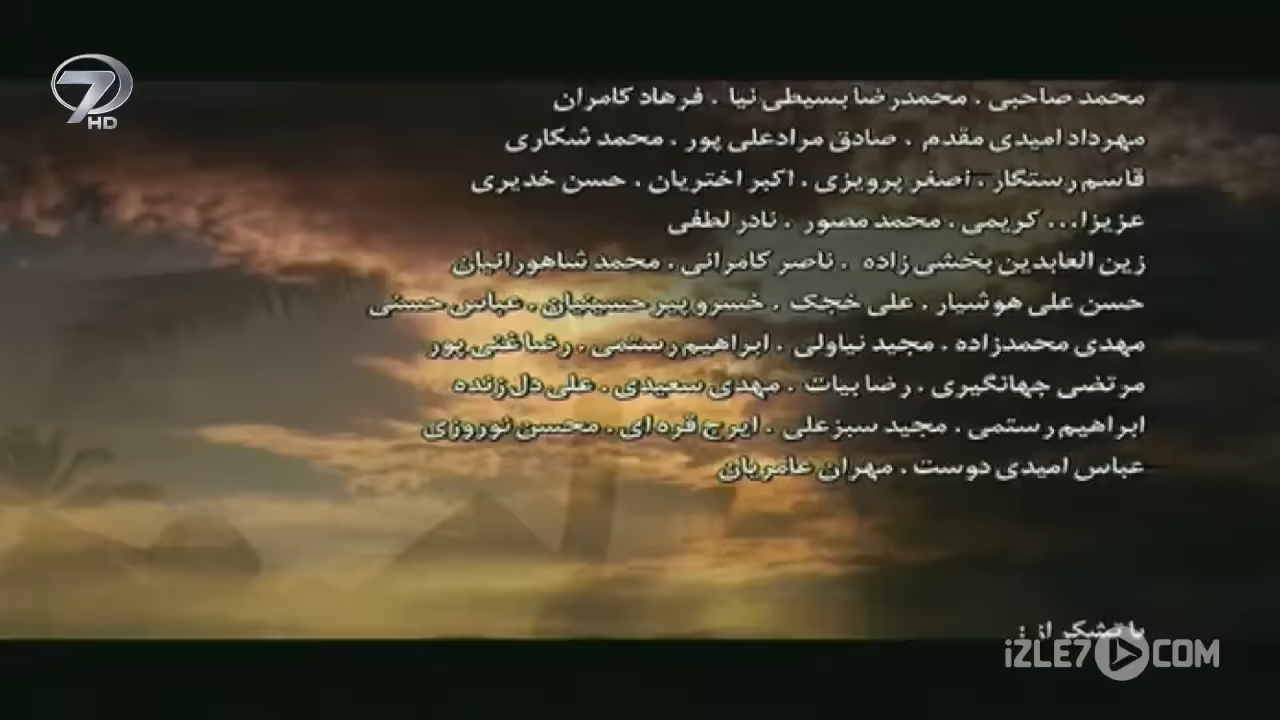 7
HD
محمد صاحبی . محمدرضا بسیطی نیا . فرهاد کامران
مهرداد امیدی مقدم . صادق مرادعلی پور . محمد شکاری
قاسم رستگار . اصغر پرویزی . اکبر اختریان . حسن خدیری
عزیزا... کریمی . محمد مصور . نادر لطفی
زین العابدین بخشی زاده . ناصر کامرانی . محمد شاهورانیان
حسن علی هوشیار . علی خجک . خسرو پیر حسینیان . عباس حسنی
مهدی محمدزاده . مجید نیاولی . ابراهیم رستمی . رضا غنی پور
مرتضی جهانگیری . رضا بیات . مهدی سعیدی . علی دل زنده
ابراهیم رستمی . مجید سبزعلی . ایرج قره ای . محسن نوروزی
عباس امیدی دوست . مهران عامریان
با تشکر از :
iZLE7 COM